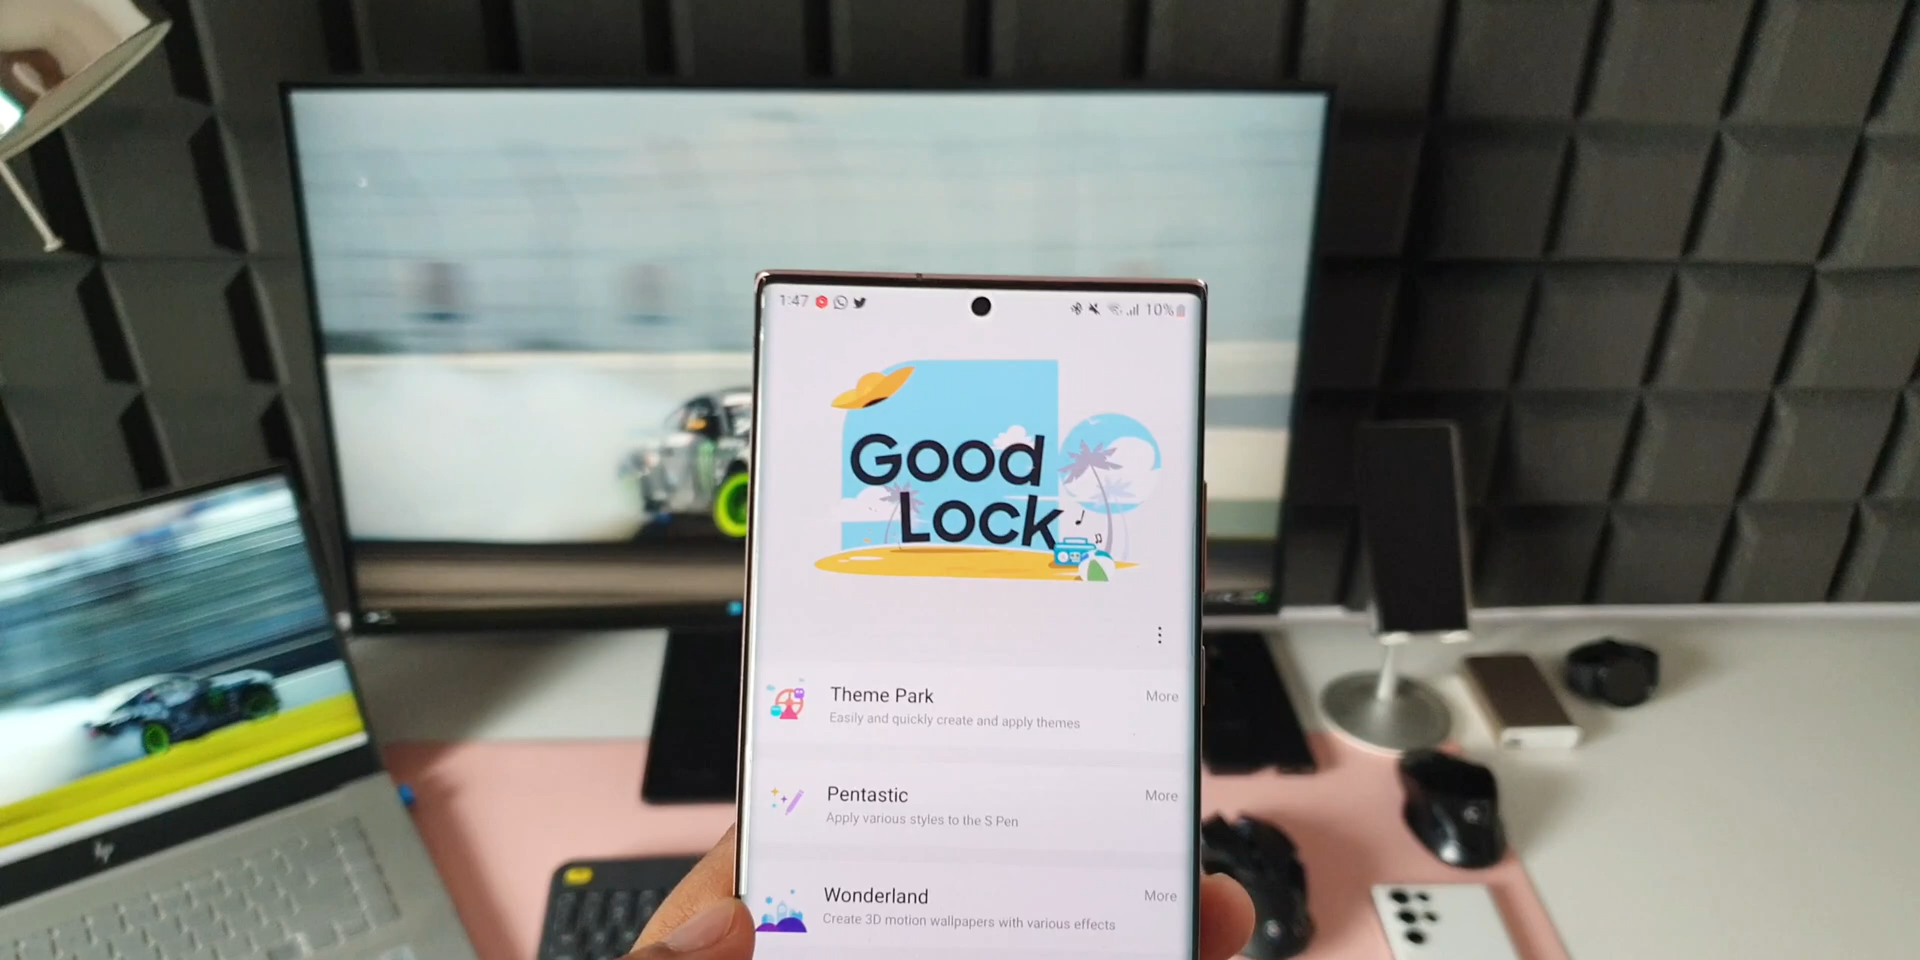 1:47
10%
Good
Lock
Theme Park
More
Easily and quickly create and apply themes
Pentastic
More
Apply various styles to the S Pen
Wonderland
More
Create 3D motion wallpapers with various effects
hp